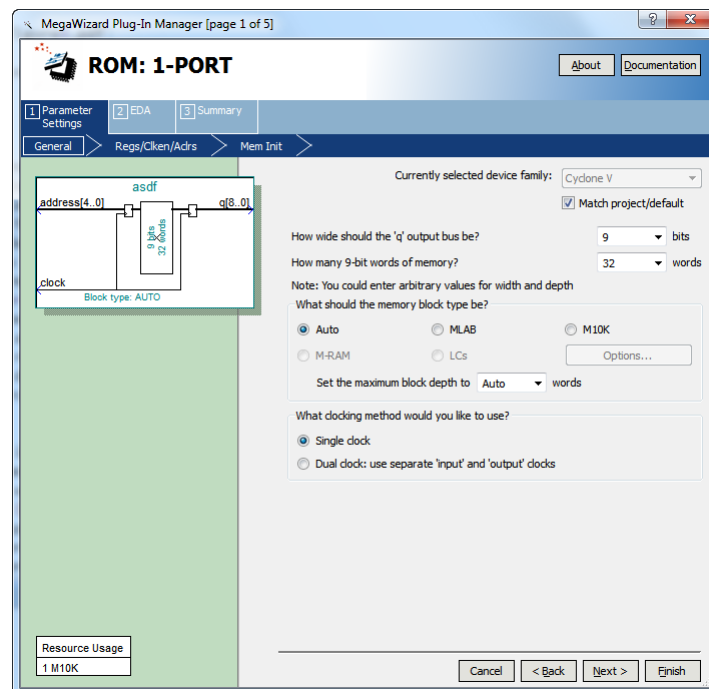 MegaWizard Plug-In Manager [page 1 of 5]
ROM: 1-PORT
About
Documentation
1 Parameter Settings
2 EDA
3 Summary
General
Regs/Clken/Aclrs
Mem Init
asdf
address[4..0]
q[8..0]
9 bits
32 words
clock
Block type: AUTO
Currently selected device family:
Cyclone V
Match project/default
How wide should the 'q' output bus be?
9
bits
How many 9-bit words of memory?
32
words
Note: You could enter arbitrary values for width and depth
What should the memory block type be?
Auto
MLAB
M10K
M-RAM
LCs
Options...
Set the maximum block depth to
Auto
words
What clocking method would you like to use?
Single clock
Dual clock: use separate 'input' and 'output' clocks
Resource Usage
1 M10K
Cancel
< Back
Next >
Finish